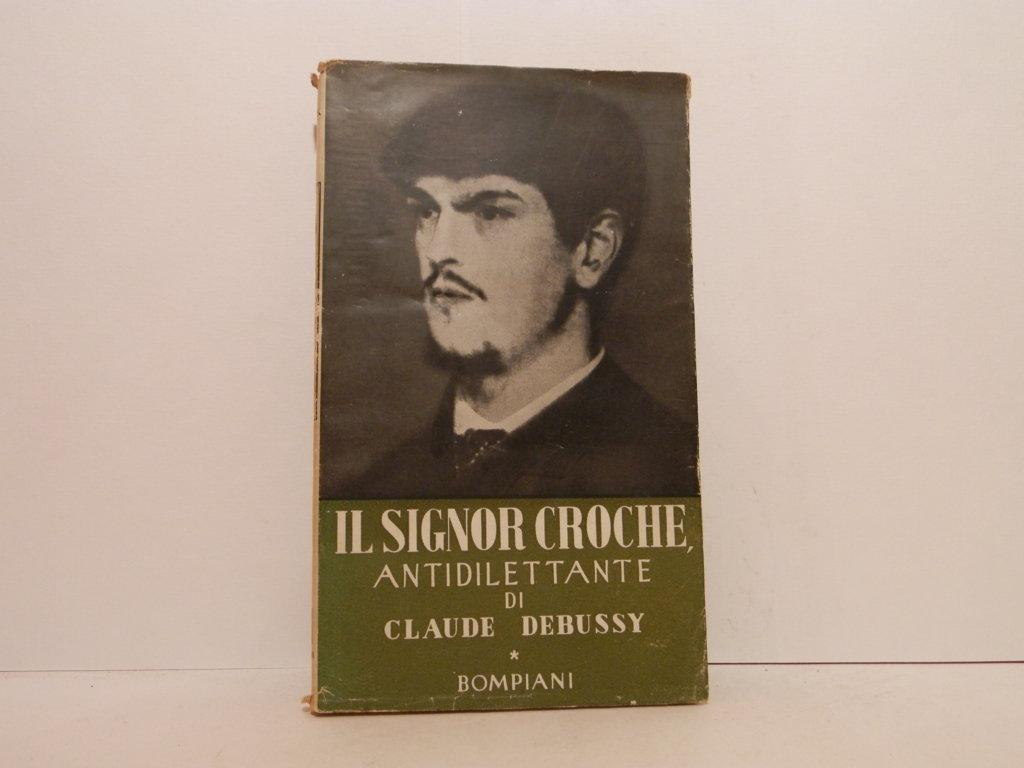 IL SIGNOR CROCHE,
ANTIDILETTANTE
DI
CLAUDE DEBUSSY
*
BOMPIANI